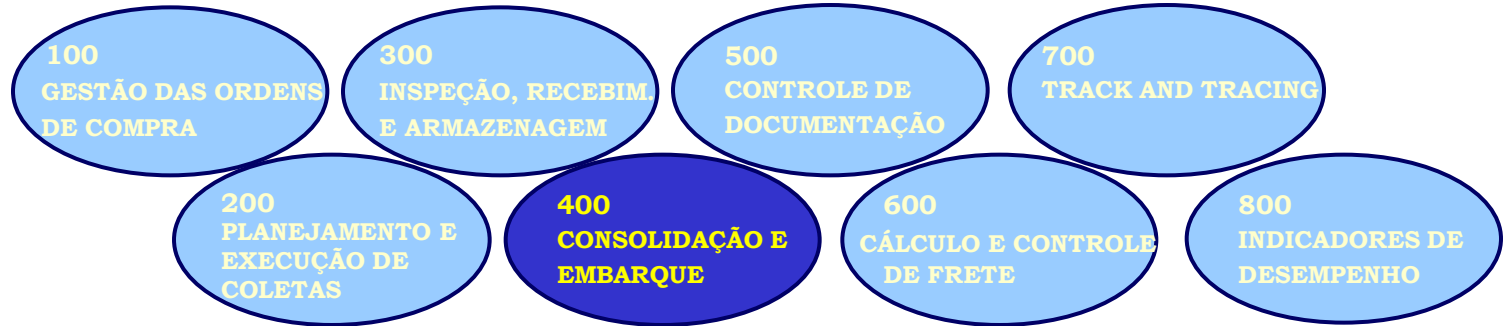 100
GESTÃO DAS ORDENS
DE COMPRA
300
INSPEÇÃO, RECEBIM.
E ARMAZENAGEM
500
CONTROLE DE
DOCUMENTAÇÃO
700
TRACK AND TRACING
200
PLANEJAMENTO E
EXECUÇÃO DE
COLETAS
400
CONSOLIDAÇÃO E
EMBARQUE
600
CÁLCULO E CONTROLE
DE FRETE
800
INDICADORES DE
DESEMPENHO